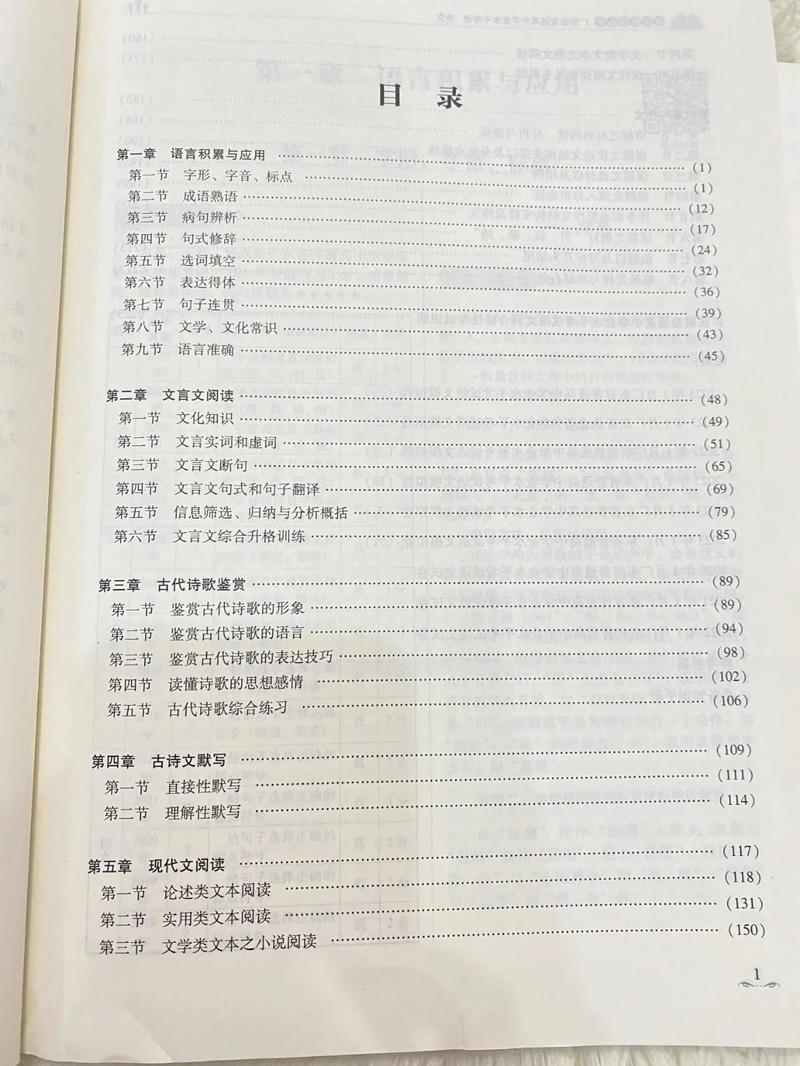 目 录
第一章 语言积累与应用 (1)
第一节 字形、字音、标点 (1)
第二节 成语熟语 (12)
第三节 病句辨析 (17)
第四节 句式修辞 (24)
第五节 选词填空 (32)
第六节 表达得体 (36)
第七节 句子连贯 (39)
第八节 文学、文化常识 (43)
第九节 语言准确 (45)
第二章 文言文阅读 (48)
第一节 文化知识 (49)
第二节 文言实词和虚词 (51)
第三节 文言文断句 (65)
第四节 文言文句式和句子翻译 (69)
第五节 信息筛选、归纳与分析概括 (79)
第六节 文言文综合升格训练 (85)
第三章 古代诗歌鉴赏 (89)
第一节 鉴赏古代诗歌的形象 (89)
第二节 鉴赏古代诗歌的语言 (94)
第三节 鉴赏古代诗歌的表达技巧 (98)
第四节 读懂诗歌的思想感情 (102)
第五节 古代诗歌综合练习 (106)
第四章 古诗文默写 (109)
第一节 直接性默写 (111)
第二节 理解性默写 (114)
第五章 现代文阅读 (117)
第一节 论述类文本阅读 (118)
第二节 实用类文本阅读 (131)
第三节 文学类文本之小说阅读 (150)
1